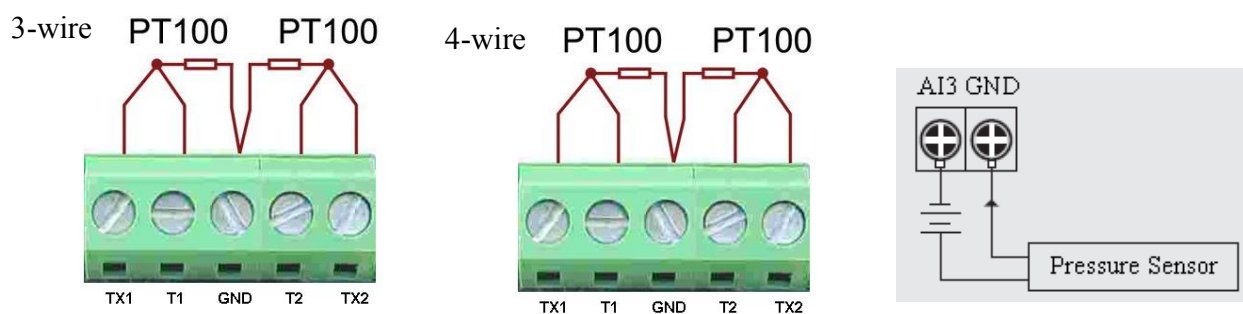 3-wire PT100 PT100
TX1 T1 GND T2 TX2
4-wire PT100 PT100
TX1 T1 GND T2 TX2
AI3 GND
Pressure Sensor